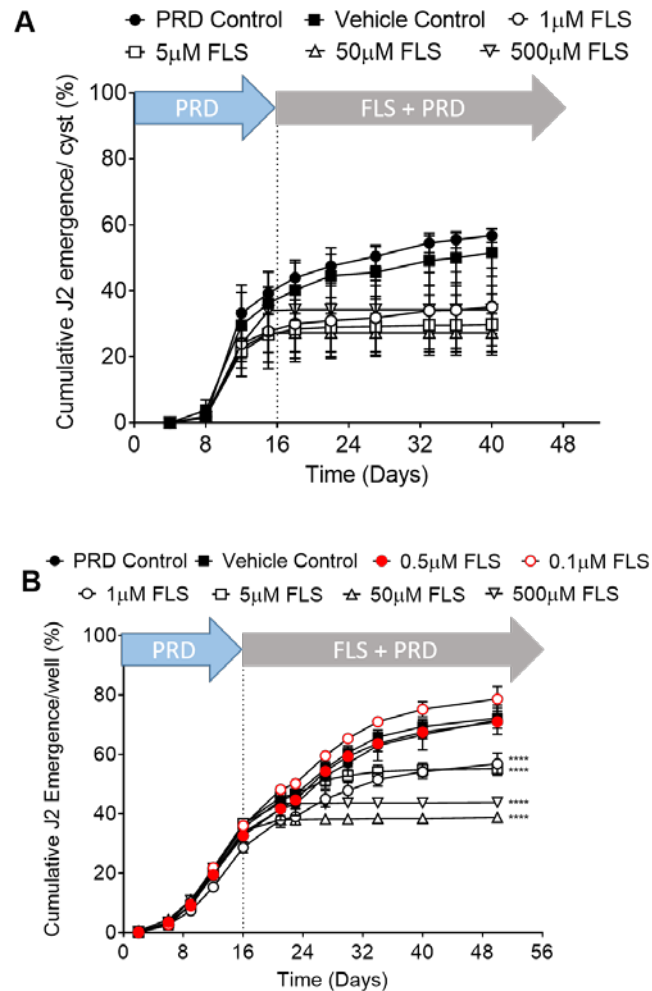 A
PRD Control Vehicle Control 1μM FLS
5μM FLS 50μM FLS 500μM FLS
PRD FLS + PRD
Cumulative J2 emergence/ cyst (%)
100
80
60
40
20
0
0 8 16 24 32 40 48
Time (Days)
B
PRD Control Vehicle Control 0.5μM FLS 0.1μM FLS
1μM FLS 5μM FLS 50μM FLS 500μM FLS
PRD FLS + PRD
Cumulative J2 Emergence/well (%)
100
80
60
40
20
0
****
****
****
****
0 8 16 24 32 40 50 56
Time (Days)